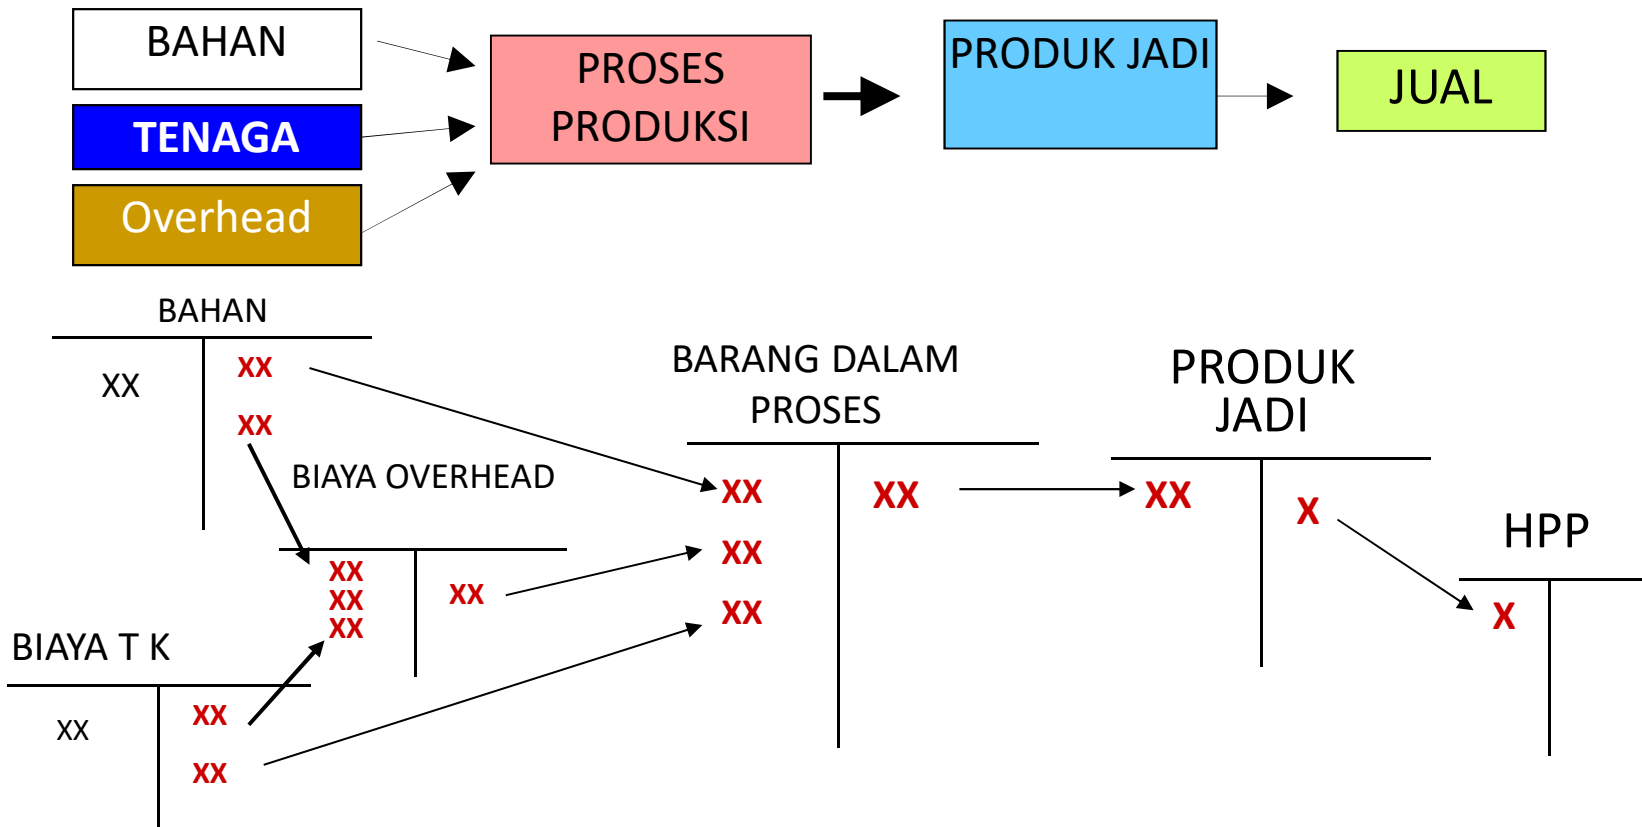 BAHAN
TENAGA
Overhead
PROSES
PRODUKSI
PRODUK JADI
JUAL
BAHAN
XX
XX
XX
BIAYA OVERHEAD
XX
XX
XX
XX
BIAYA T K
XX
XX
XX
BARANG DALAM
PROSES
XX
XX
XX
XX
PRODUK
JADI
XX
X
HPP
X